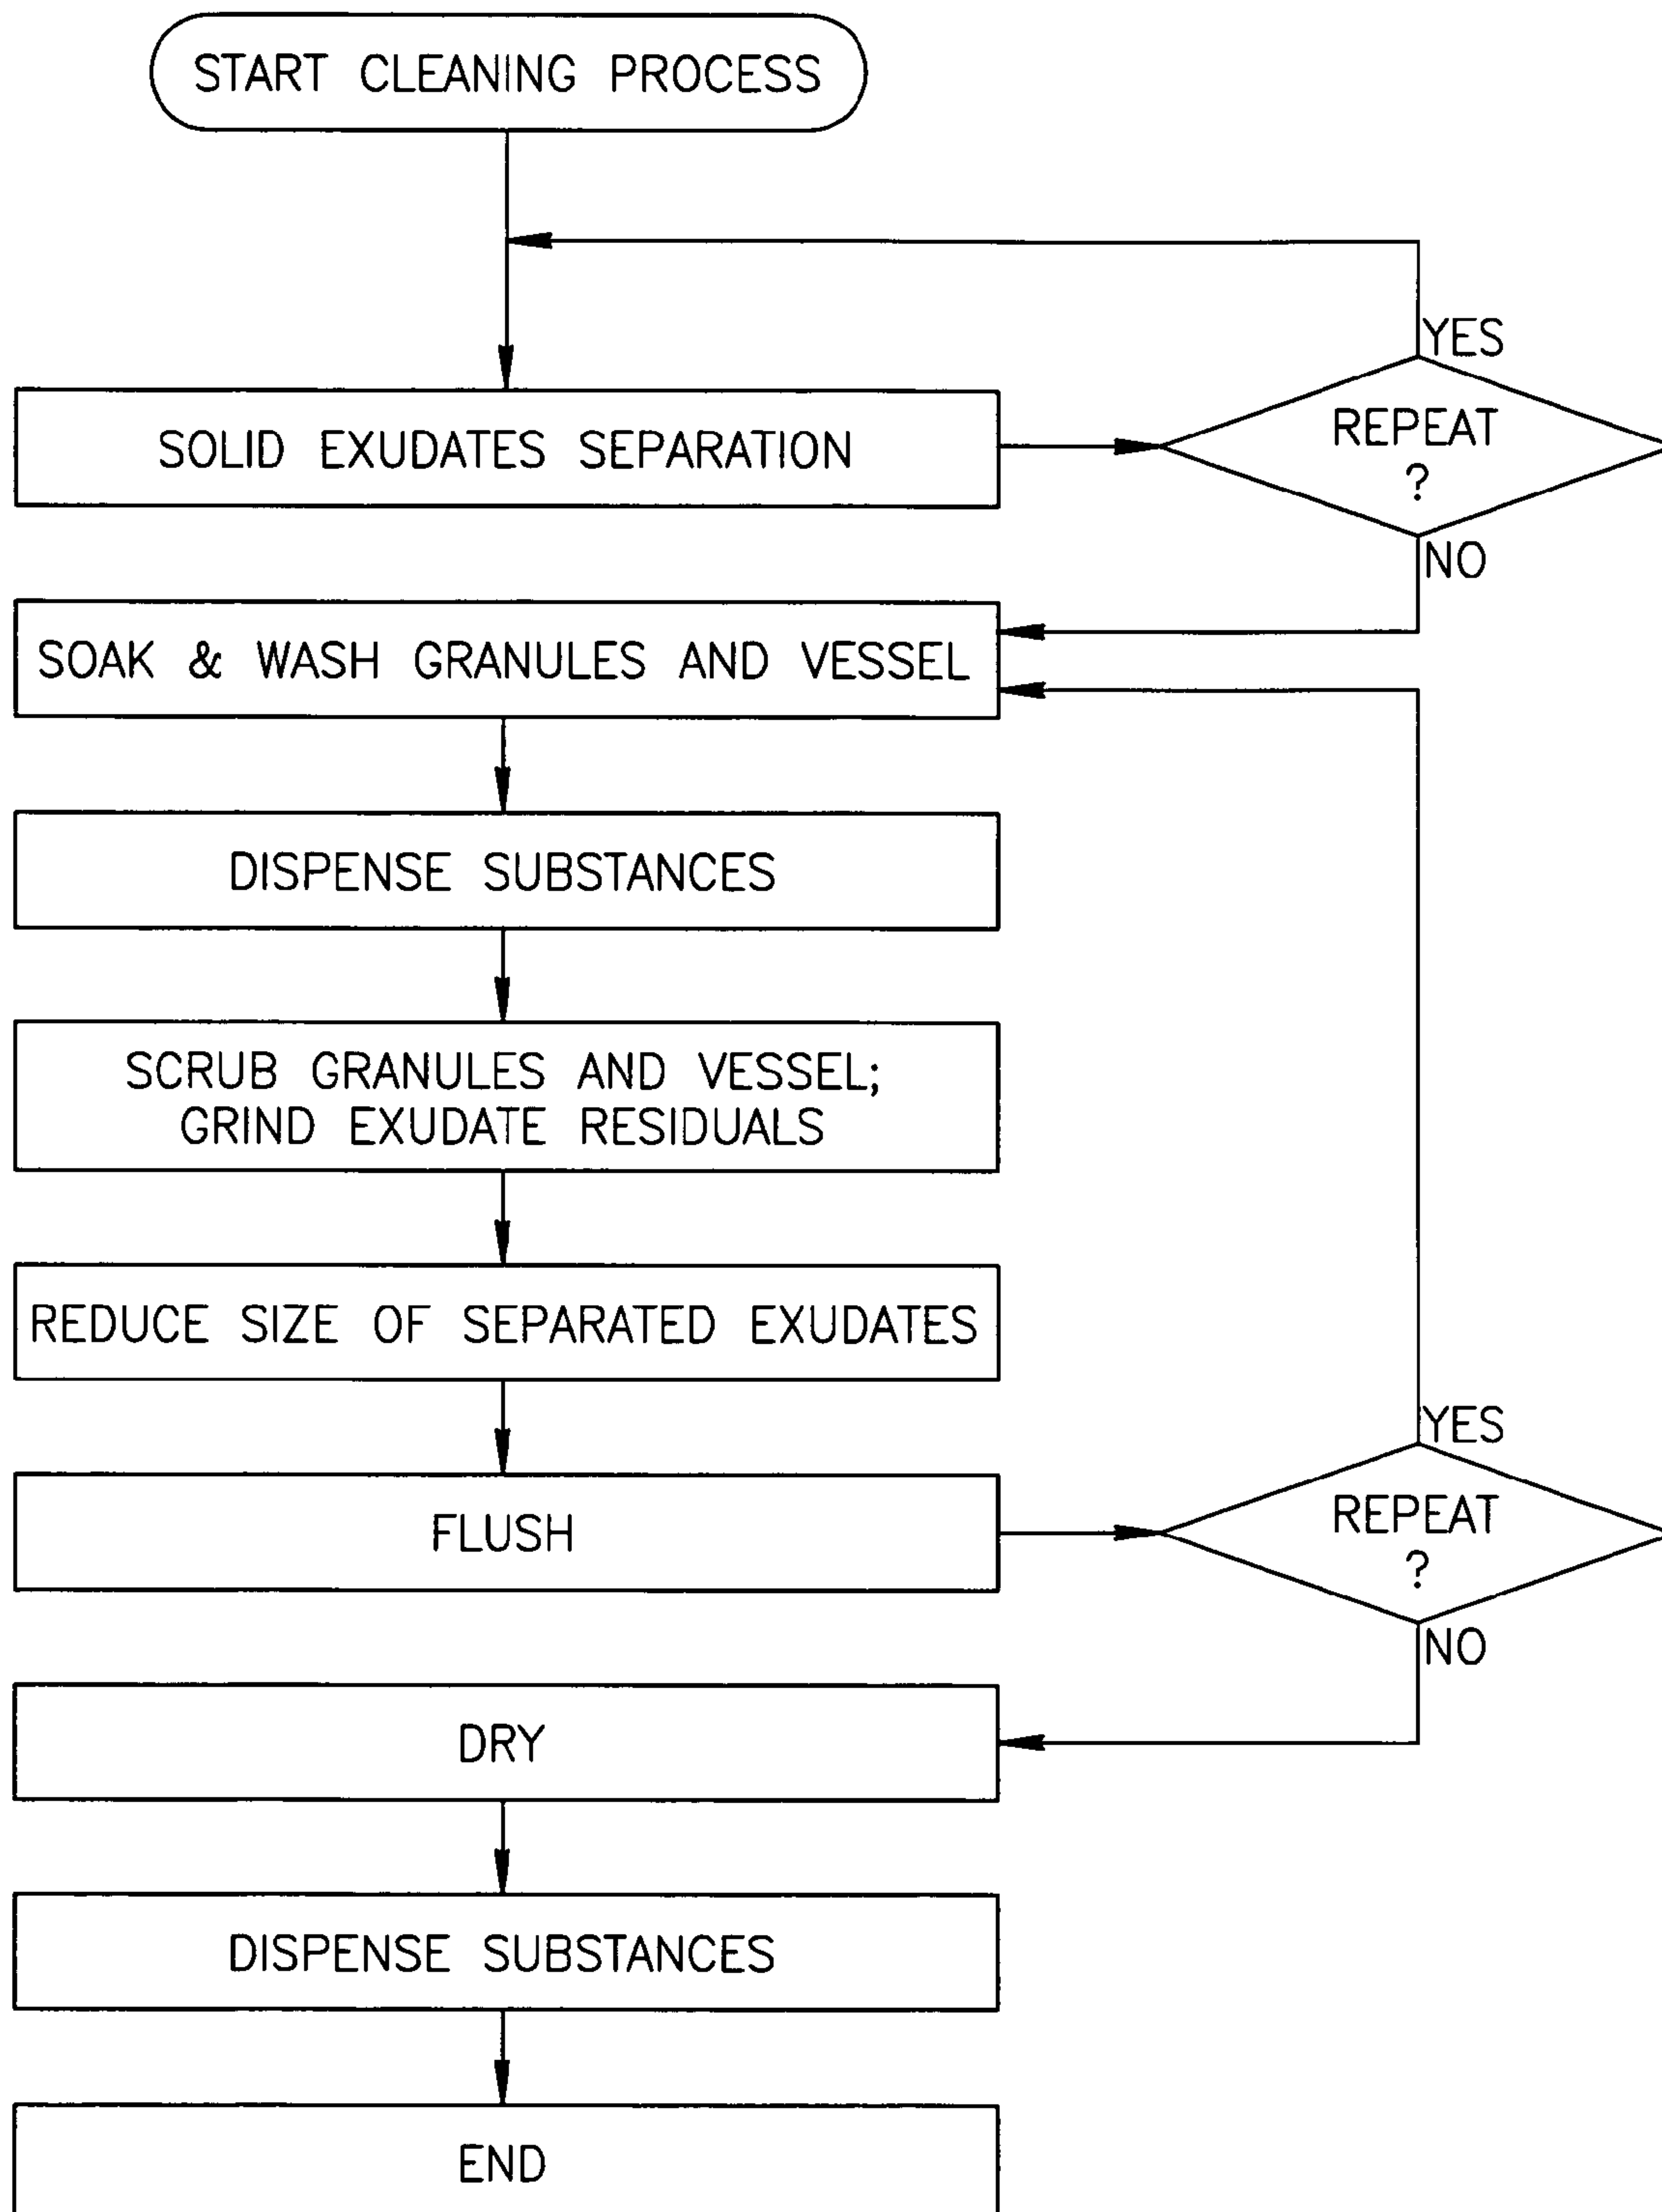 START CLEANING PROCESS
YES
SOLID EXUDATES SEPARATION
REPEAT
?
NO
SOAK & WASH GRANULES AND VESSEL
DISPENSE SUBSTANCES
SCRUB GRANULES AND VESSEL;
GRIND EXUDATE RESIDUALS
REDUCE SIZE OF SEPARATED EXUDATES
YES
FLUSH
REPEAT
?
NO
DRY
DISPENSE SUBSTANCES
END